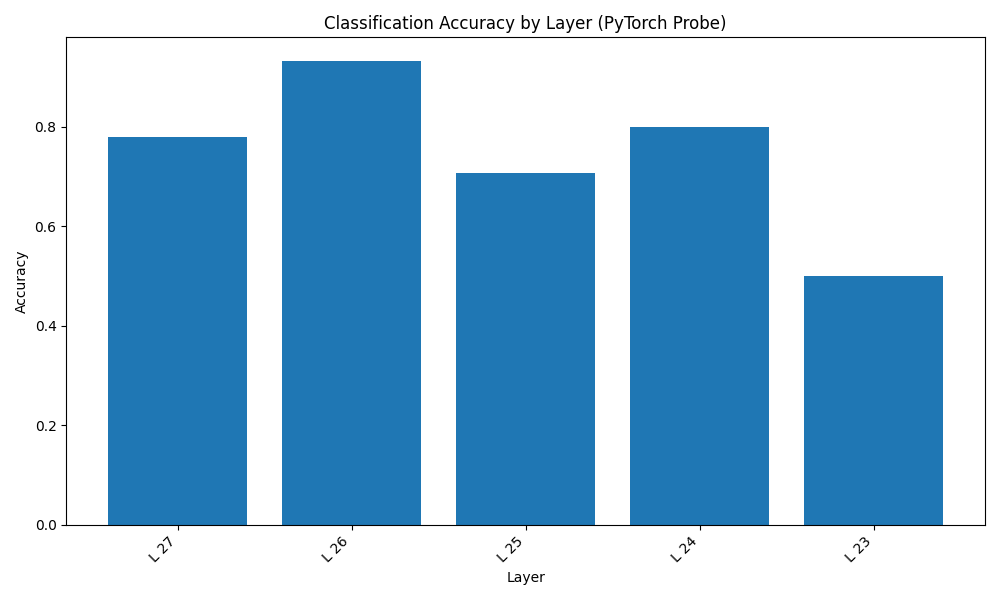 Classification Accuracy by Layer (PyTorch Probe)
Accuracy
0.8
0.6
0.4
0.2
0.0
L 27
L 26
L 25
L 24
L 23
Layer